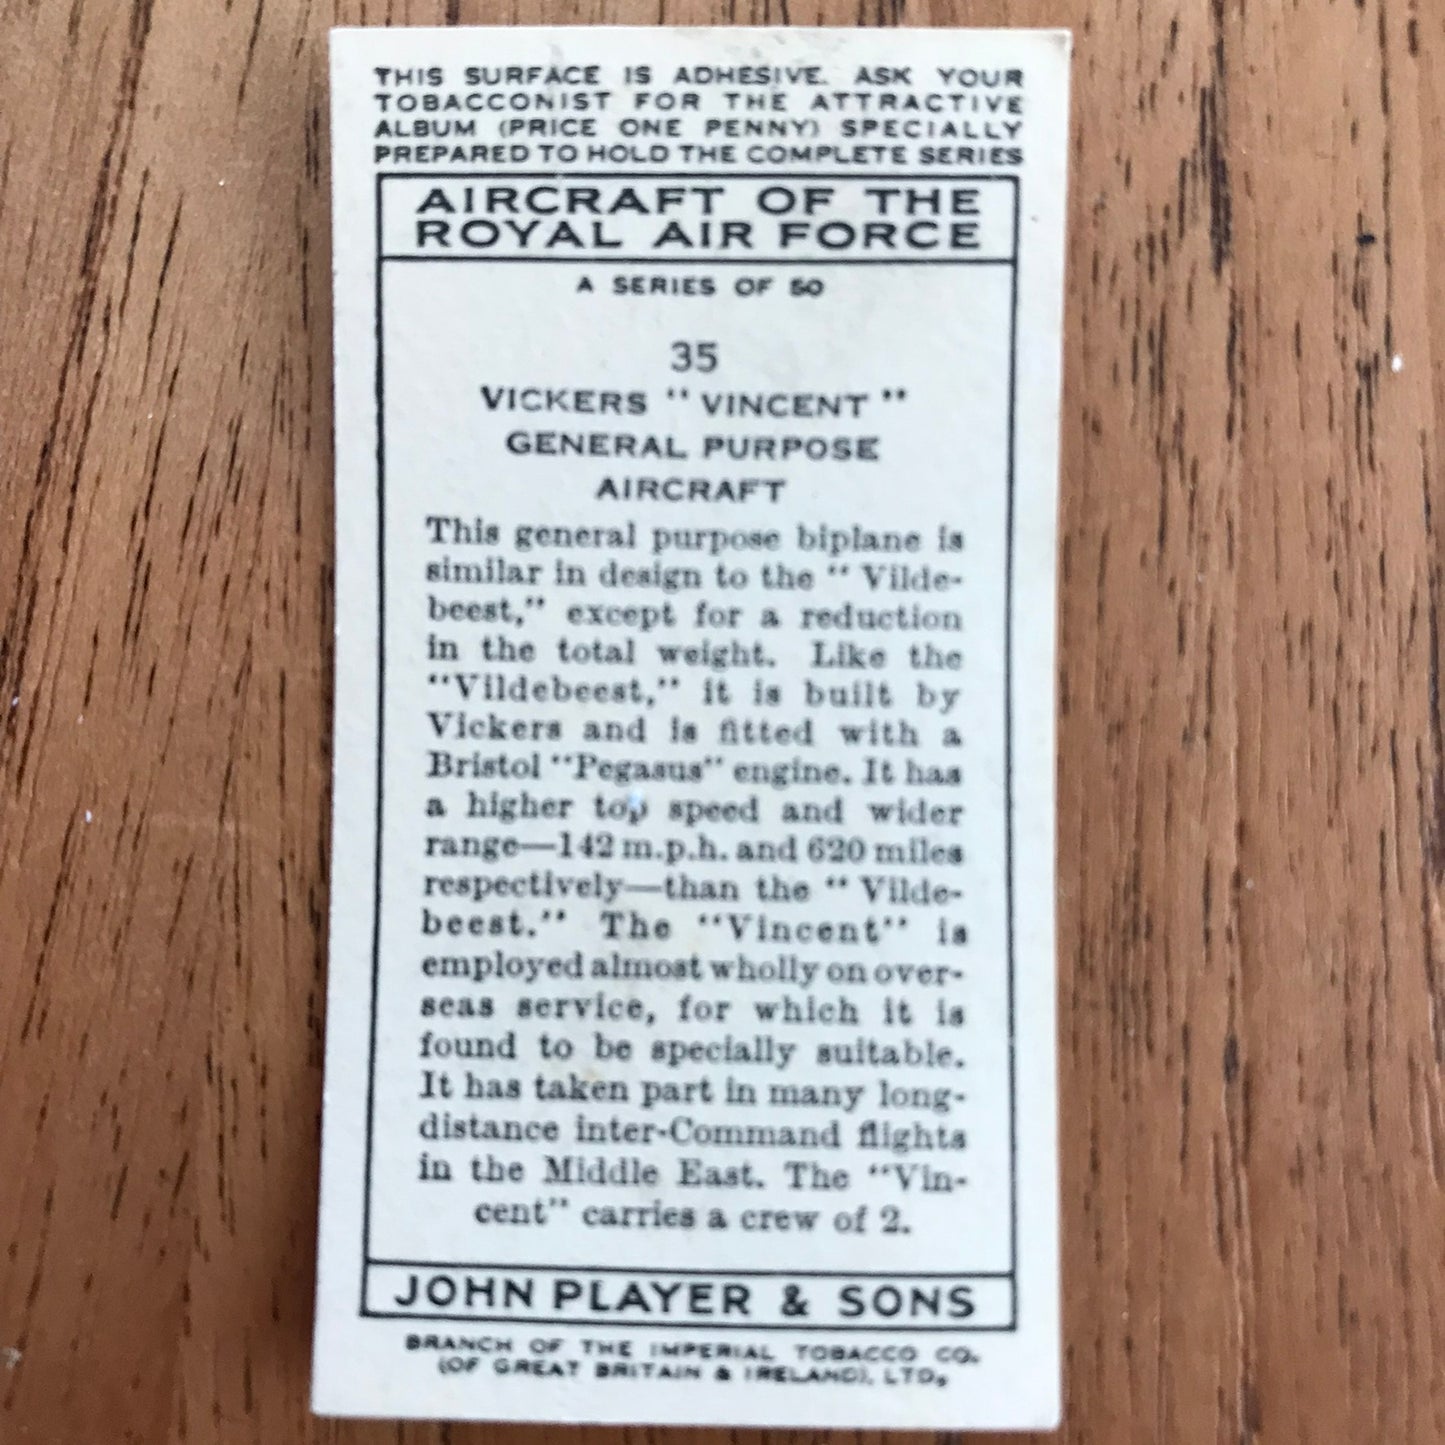 THIS SURFACE IS ADHESIVE. ASK YOUR
TOBACCONIST FOR THE ATTRACTIVE
ALBUM (PRICE ONE PENNY) SPECIALLY
PREPARED TO HOLD THE COMPLETE SERIES
AIRCRAFT OF THE
ROYAL AIR FORCE
A SERIES OF 50
35
VICKERS "VINCENT"
GENERAL PURPOSE
AIRCRAFT
This general purpose biplane is
similar in design to the "Vilde-
beest," except for a reduction
in the total weight. Like the
"Vildebeest," it is built by
Vickers and is fitted with a
Bristol "Pegasus" engine. It has
a higher top speed and wider
range—142 m.p.h. and 620 miles
respectively—than the "Vilde-
beest." The "Vincent" is
employed almost wholly on over-
seas service, for which it is
found to be specially suitable.
It has taken part in many long-
distance inter-Command flights
in the Middle East. The "Vin-
cent" carries a crew of 2.
JOHN PLAYER & SONS
BRANCH OF THE IMPERIAL TOBACCO CO.
(OF GREAT BRITAIN & IRELAND), LTD.